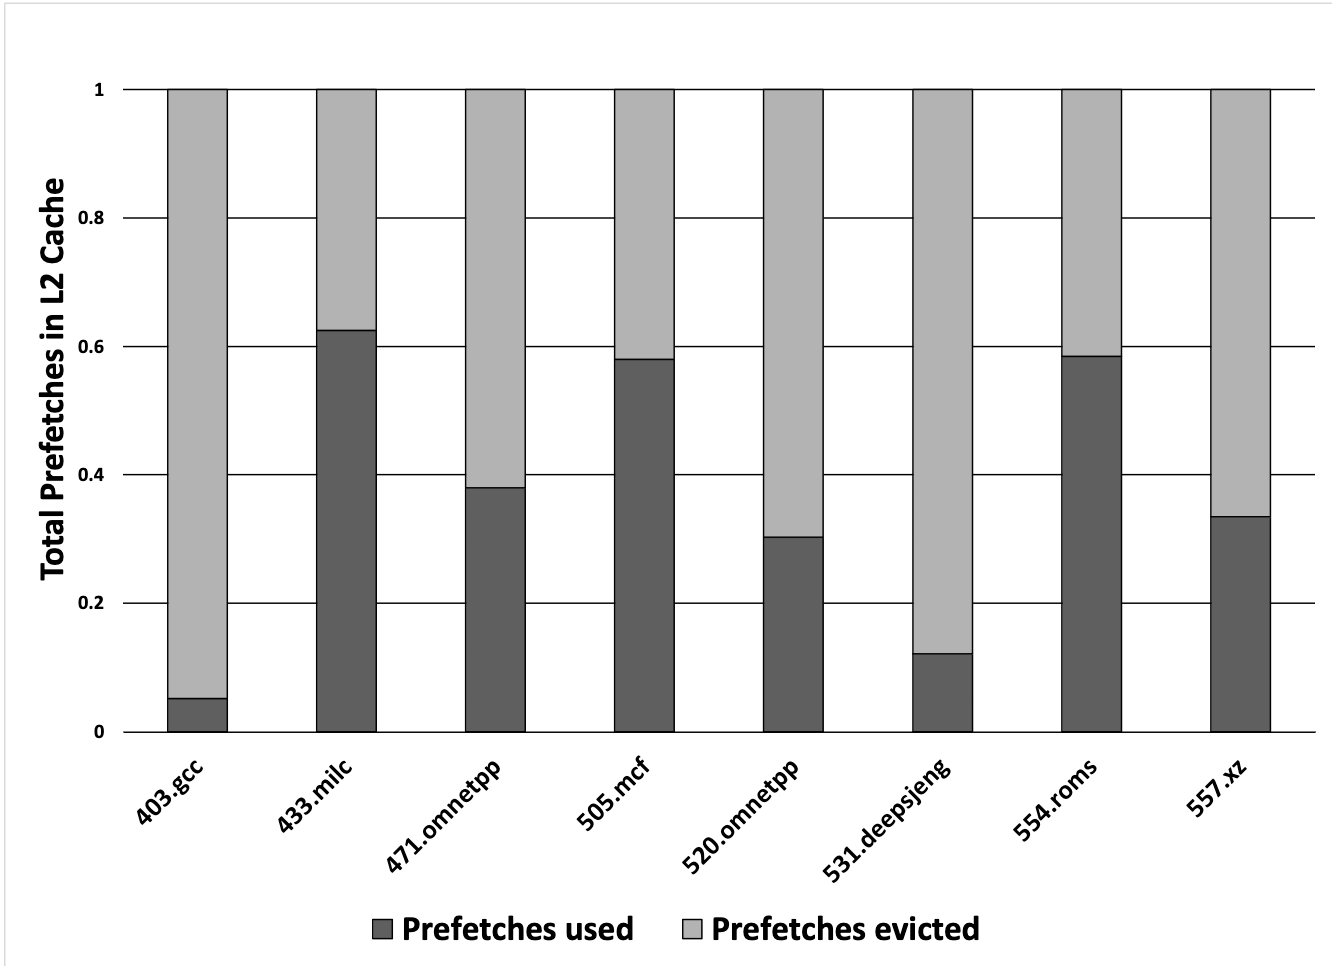 Total Prefetches in L2 Cache
1
0.8
0.6
0.4
0.2
0
403.gcc
433.milc
471.omnetpp
505.mcf
520.omnetpp
531.deepsjeng
554.roms
557.xz
Prefetches used
Prefetches evicted